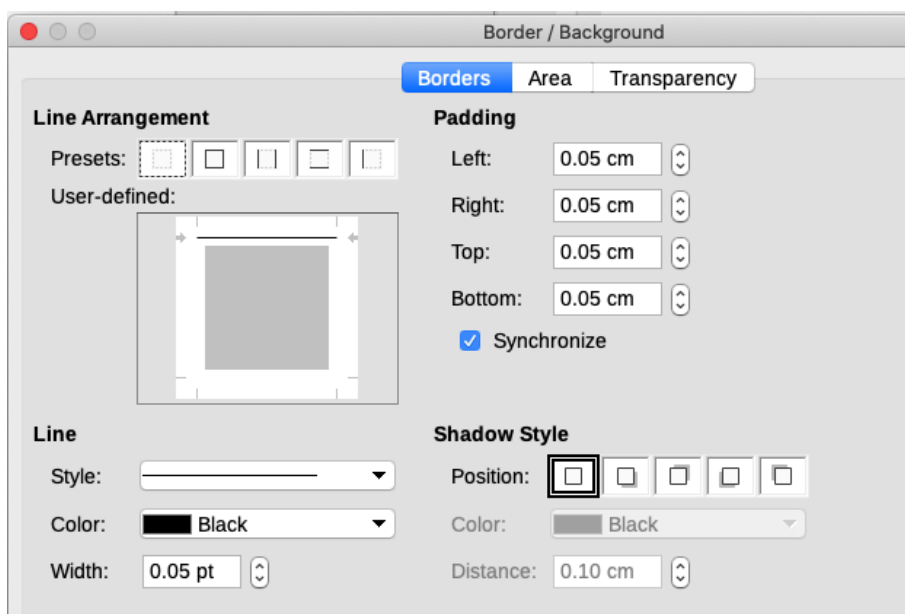 Border / Background
Borders Area Transparency
Line Arrangement
Presets:
User-defined:
Padding
Left: 0.05 cm
Right: 0.05 cm
Top: 0.05 cm
Bottom: 0.05 cm
Synchronize
Line
Style:
Color: Black
Width: 0.05 pt
Shadow Style
Position:
Color: Black
Distance: 0.10 cm